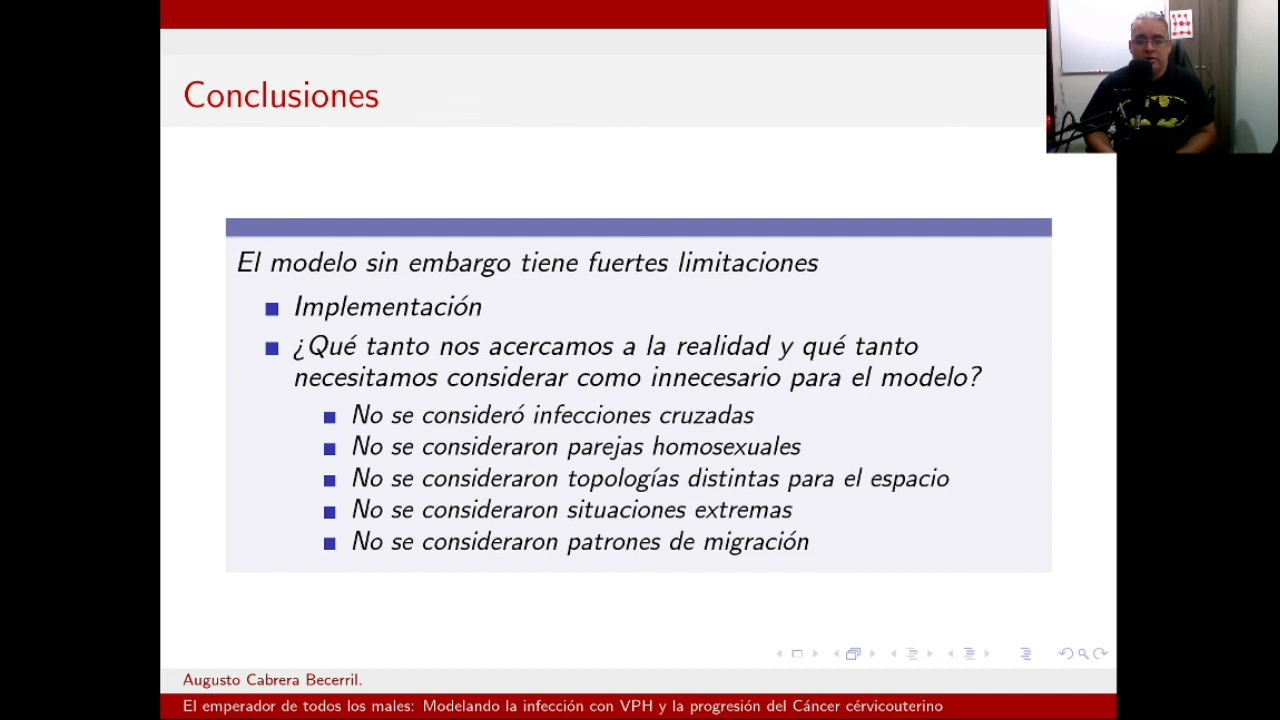 Conclusiones
El modelo sin embargo tiene fuertes limitaciones
Implementación
¿Qué tanto nos acercamos a la realidad y qué tanto
necesitamos considerar como innecesario para el modelo?
No se consideró infecciones cruzadas
No se consideraron parejas homosexuales
No se consideraron topologías distintas para el espacio
No se consideraron situaciones extremas
No se consideraron patrones de migración
Augusto Cabrera Becerril.
El emperador de todos los males: Modelando la infección con VPH y la progresión del Cáncer cérvicouterino